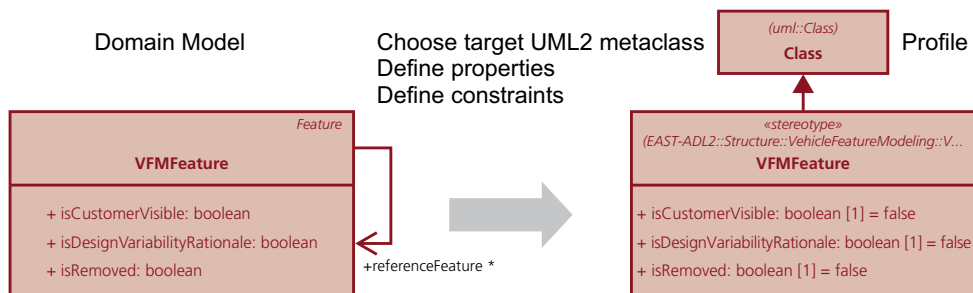 Domain Model
Choose target UML2 metaclass
Define properties
Define constraints
Profile
(uml::Class)
Class
Feature
VFMFeature
+ isCustomerVisible: boolean
+ isDesignVariabilityRationale: boolean
+ isRemoved: boolean
+referenceFeature *
«stereotype»
(EAST-ADL2::Structure::VehicleFeatureModeling::V...
VFMFeature
+ isCustomerVisible: boolean [1] = false
+ isDesignVariabilityRationale: boolean [1] =false
+ isRemoved: boolean [1] = false